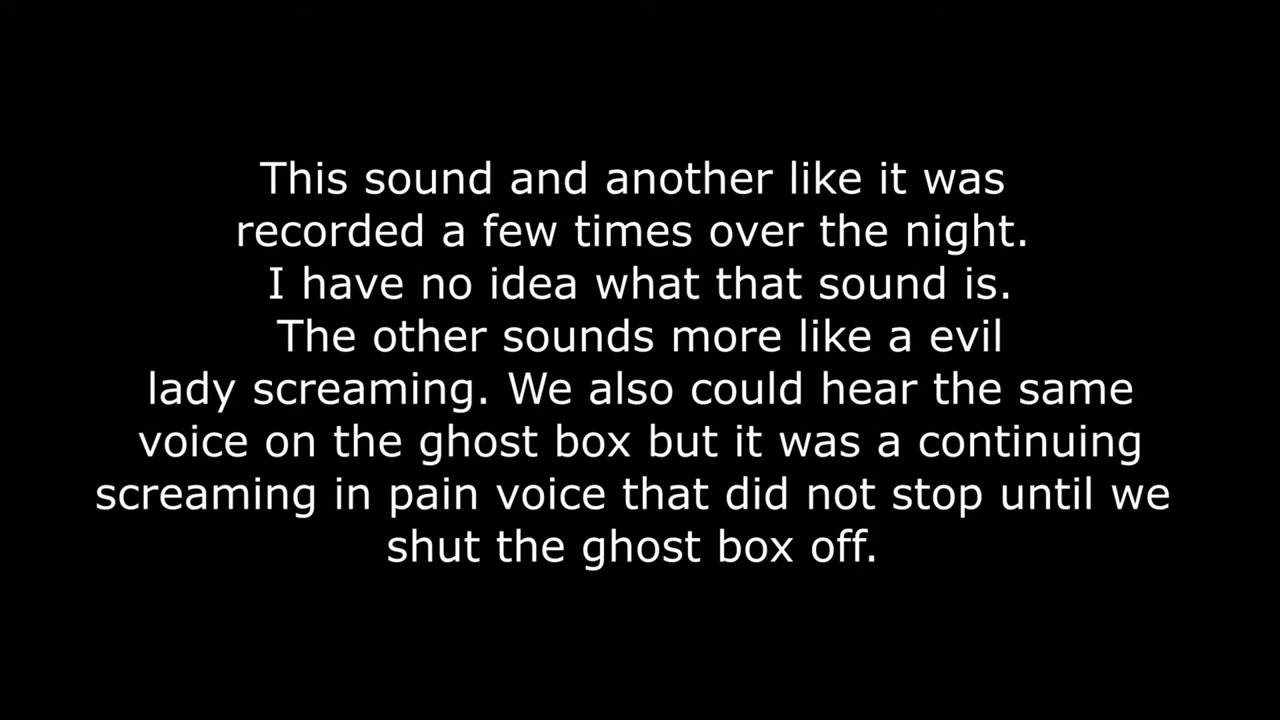 This sound and another like it was
recorded a few times over the night.
I have no idea what that sound is.
The other sounds more like a evil
lady screaming. We also could hear the same
voice on the ghost box but it was a continuing
screaming in pain voice that did not stop until we
shut the ghost box off.